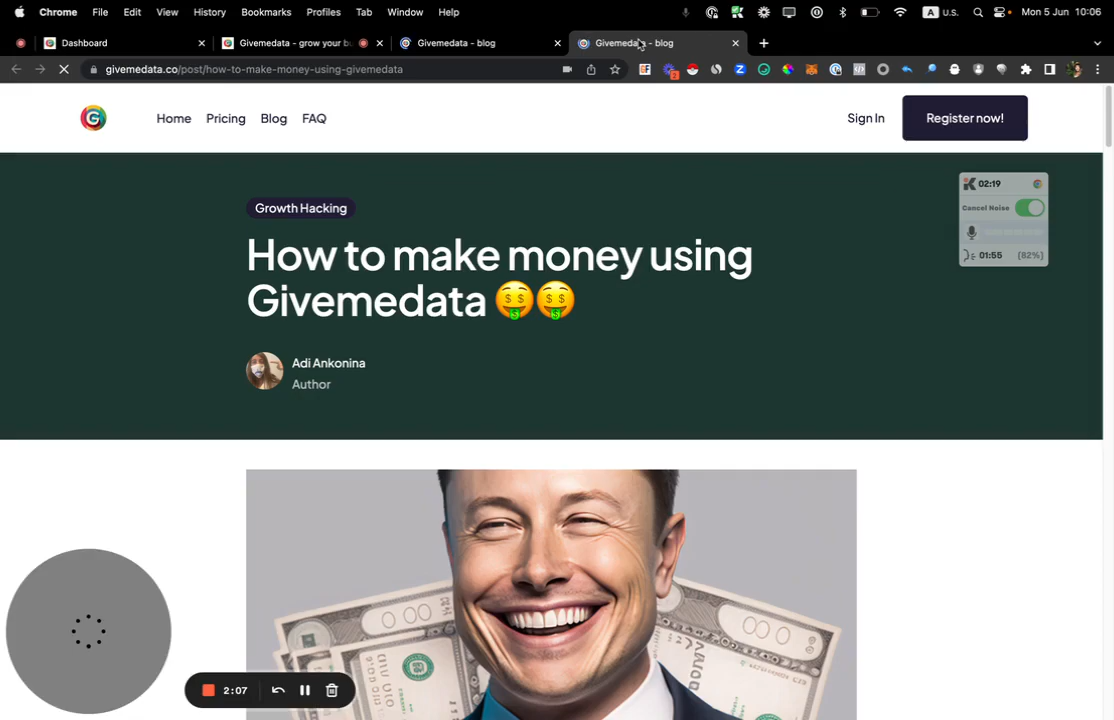 Chrome File Edit View History Bookmarks Profiles Tab Window Help A U.S. Mon 5 Jun 10:06
Dashboard Givemedata - grow your bu Givemedata - blog Givemedata - blog
givemedata.co/post/how-to-make-money-using-givemedata 2
G Home Pricing Blog FAQ Sign In Register now!
K 02:19
Cancel Noise
01:55 (82%)
Growth Hacking
How to make money using
Givemedata 🤑🤑
Adi Ankonina
Author
2:07